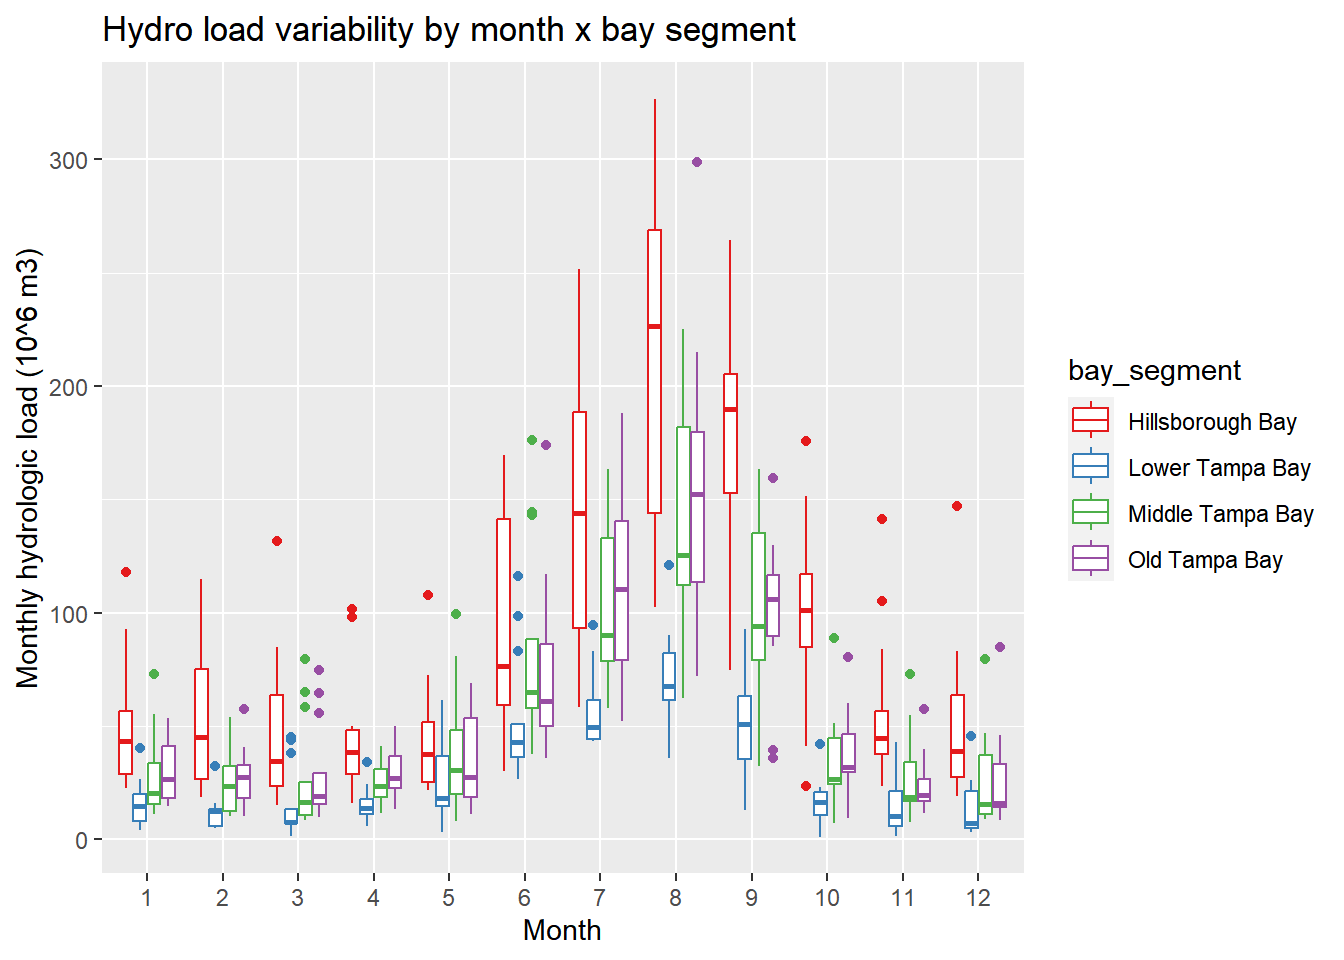 Hydro load variability by month x bay segment
Monthly hydrologic load (10^6 m3)
300
200
100
0
1 2 3 4 5 6 7 8 9 10 11 12
Month
bay_segment
Hillsborough Bay
Lower Tampa Bay
Middle Tampa Bay
Old Tampa Bay